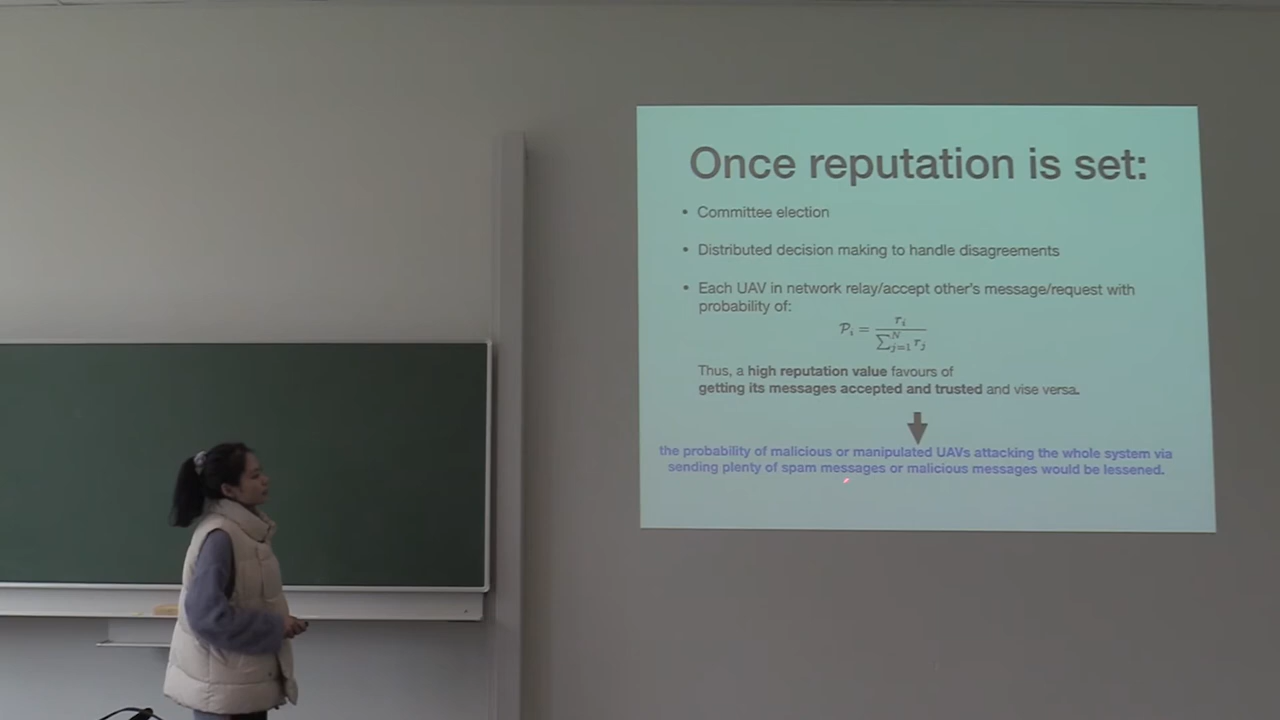 Once reputation is set:
• Committee election
• Distributed decision making to handle disagreements
• Each UAV in network relay/accept other's message/request with
probability of:
𝒫ᵢ = rᵢ / ∑ⱼ₌₁ᴺ rⱼ
Thus, a high reputation value favours of
getting its messages accepted and trusted and vise versa.
the probability of malicious or manipulated UAVs attacking the whole system via
sending plenty of spam messages or malicious messages would be lessened.